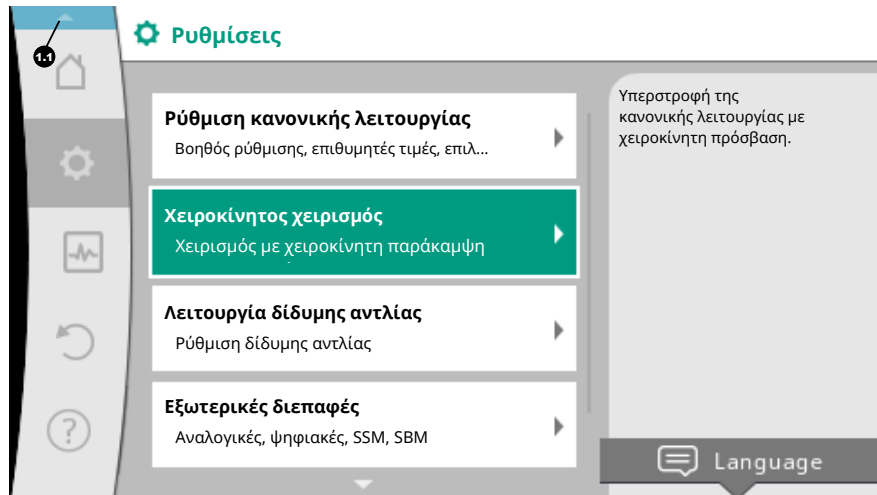 1.1
Ρυθμίσεις
Ρύθμιση κανονικής λειτουργίας
Βοηθός ρύθμισης, επιθυμητές τιμές, επιλ...
Χειροκίνητος χειρισμός
Χειρισμός με χειροκίνητη παράκαμψη
Λειτουργία δίδυμης αντλίας
Ρύθμιση δίδυμης αντλίας
Εξωτερικές διεπαφές
Αναλογικές, ψηφιακές, SSM, SBM
Υπερστροφή της
κανονικής λειτουργίας με
χειροκίνητη πρόσβαση.
Language